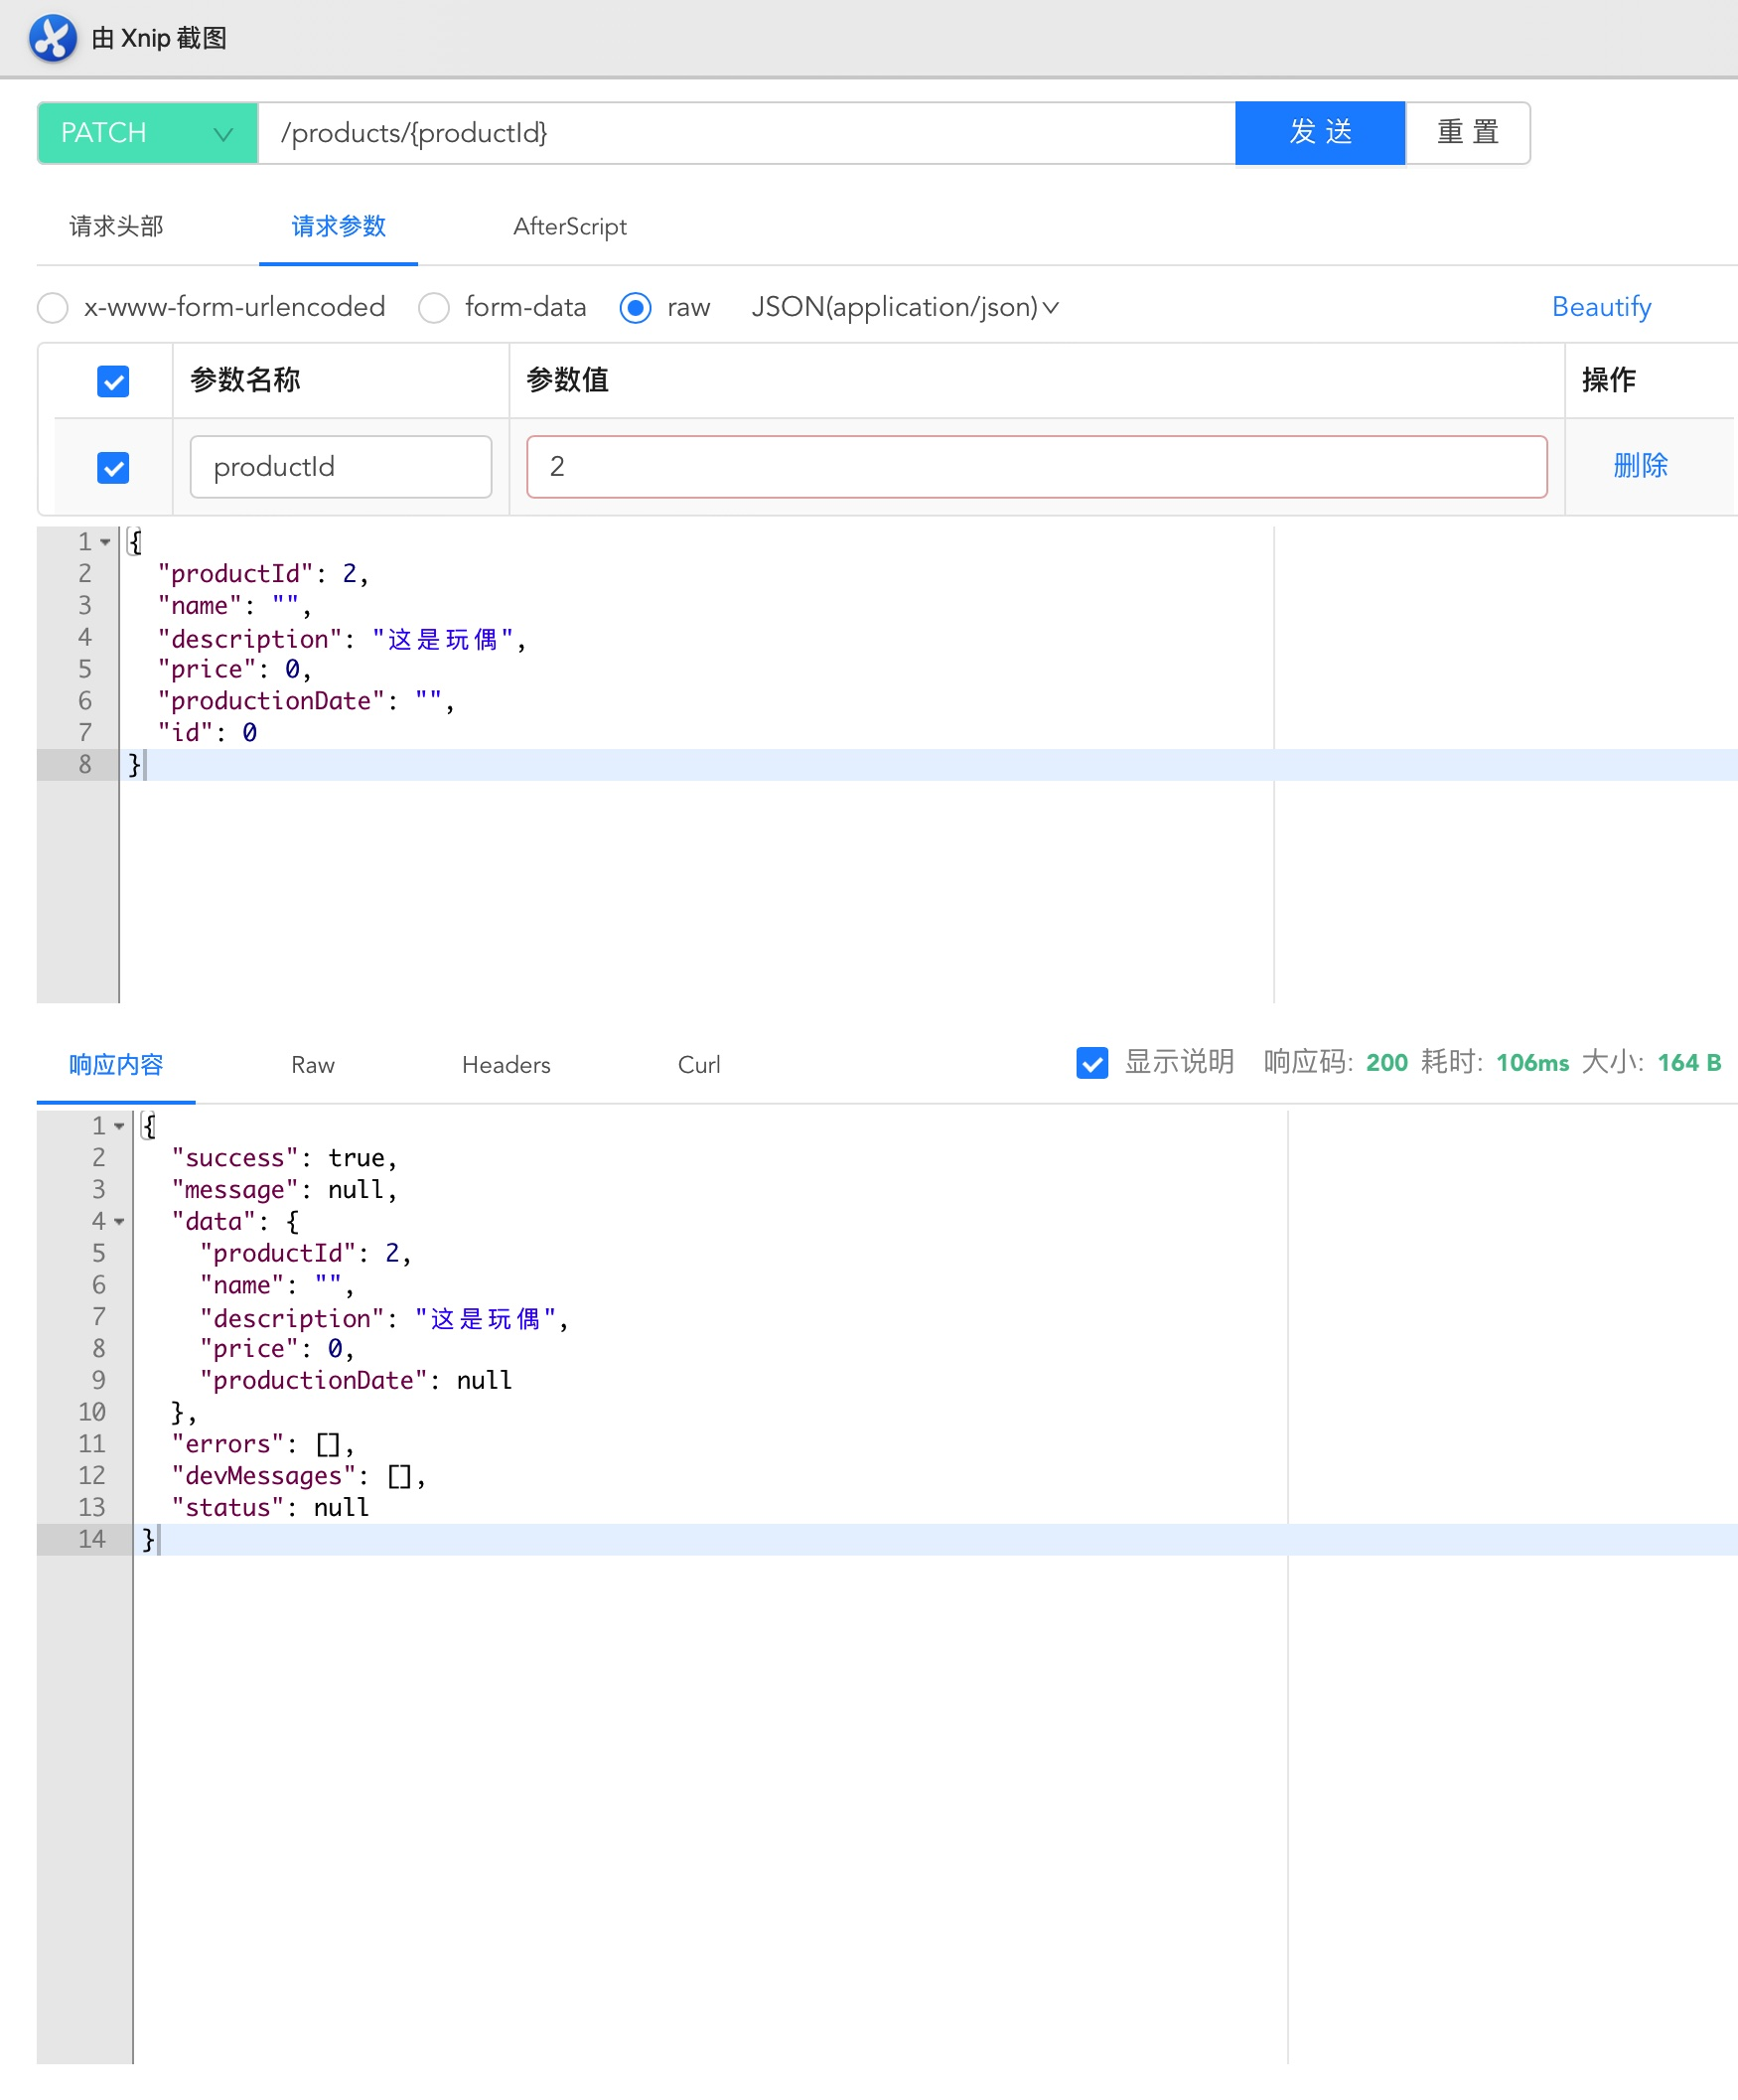 由 Xnip 截图
PATCH /products/{productId} 发 送 重 置
请求头部 请求参数 AfterScript
x-www-form-urlencoded form-data raw JSON(application/json) Beautify
参数名称 参数值 操作
productId 2 删除
1 {
2 "productId": 2,
3 "name": "",
4 "description": "这是玩偶",
5 "price": 0,
6 "productionDate": "",
7 "id": 0
8 }
响应内容 Raw Headers Curl 显示说明 响应码: 200 耗时: 106ms 大小: 164 B
1 {
2 "success": true,
3 "message": null,
4 "data": {
5 "productId": 2,
6 "name": "",
7 "description": "这是玩偶",
8 "price": 0,
9 "productionDate": null
10 },
11 "errors": [],
12 "devMessages": [],
13 "status": null
14 }